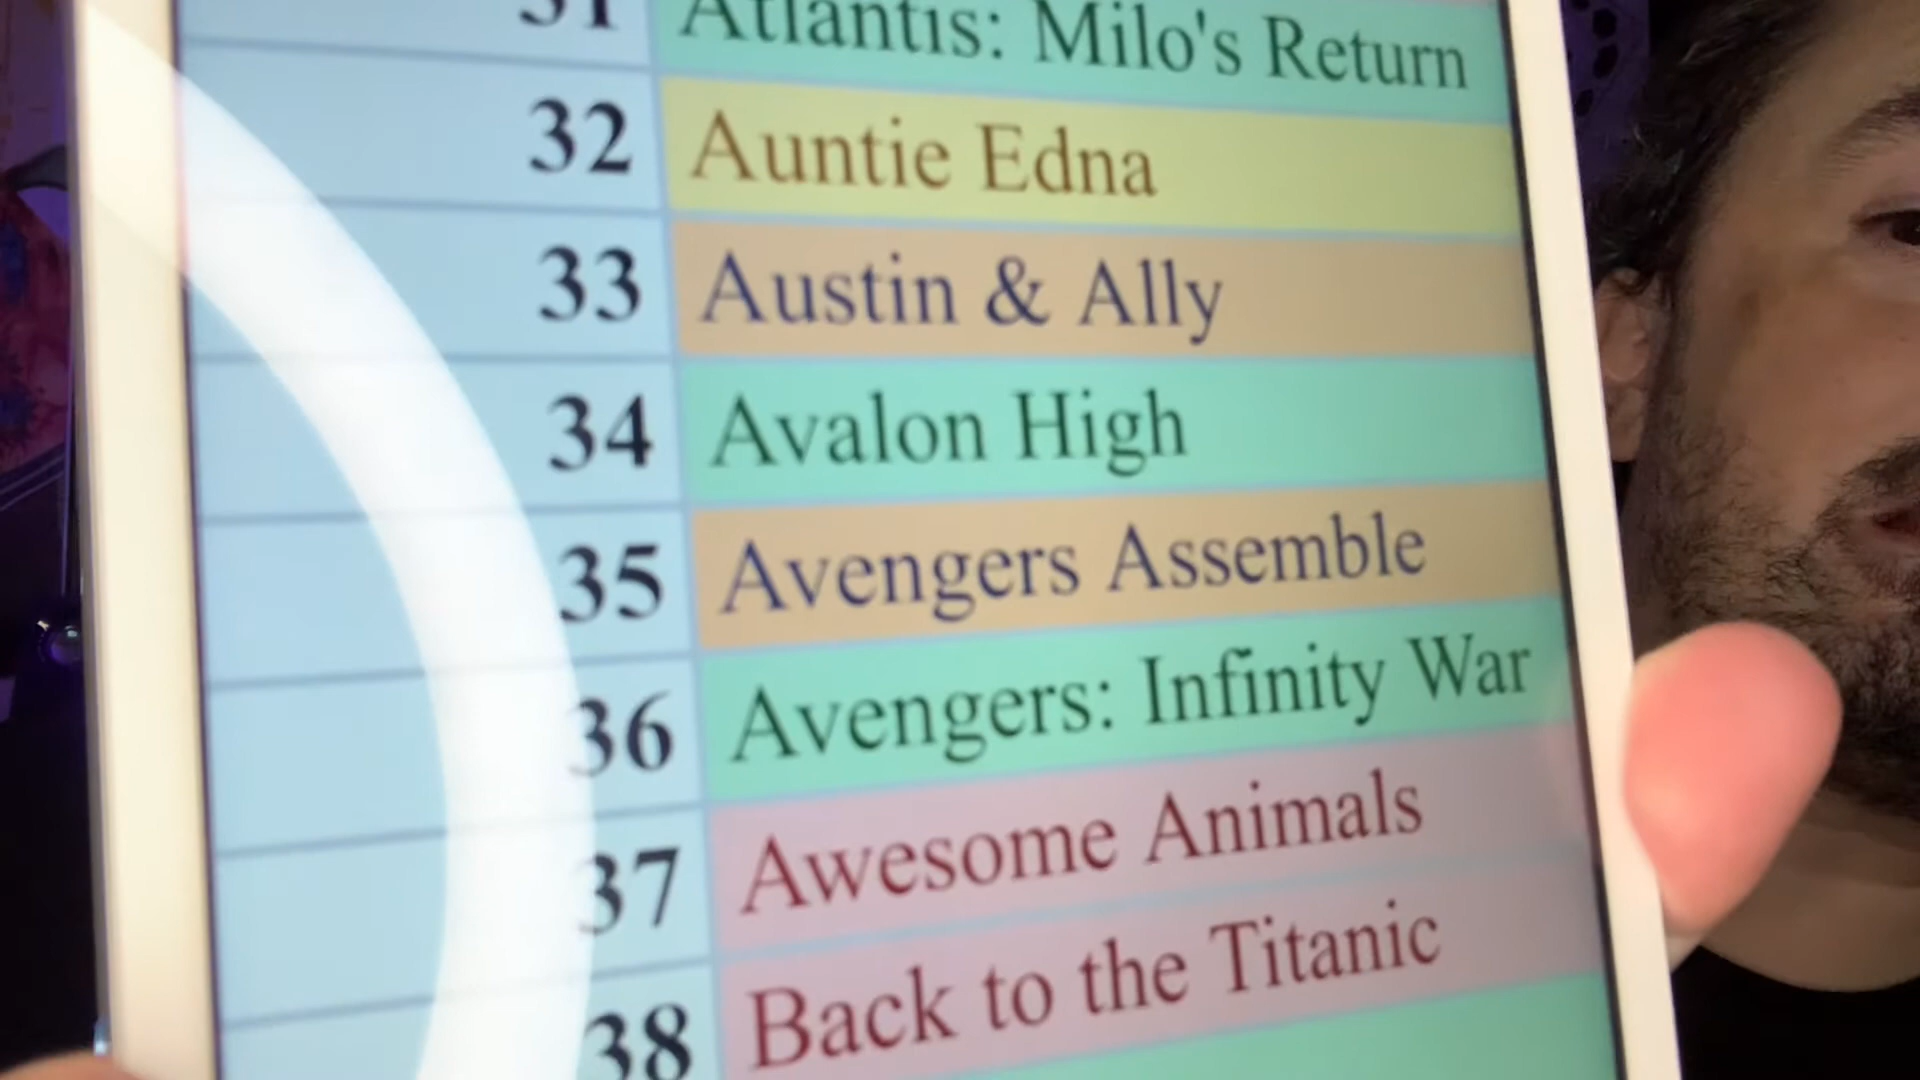 31 Atlantis: Milo's Return
32 Auntie Edna
33 Austin & Ally
34 Avalon High
35 Avengers Assemble
36 Avengers: Infinity War
37 Awesome Animals
38 Back to the Titanic